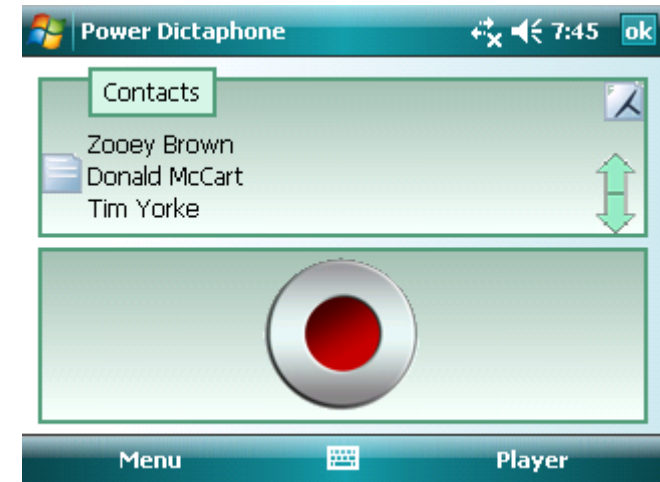 Power Dictaphone 7:45 ok
Contacts
Zooey Brown
Donald McCart
Tim Yorke
Menu Player